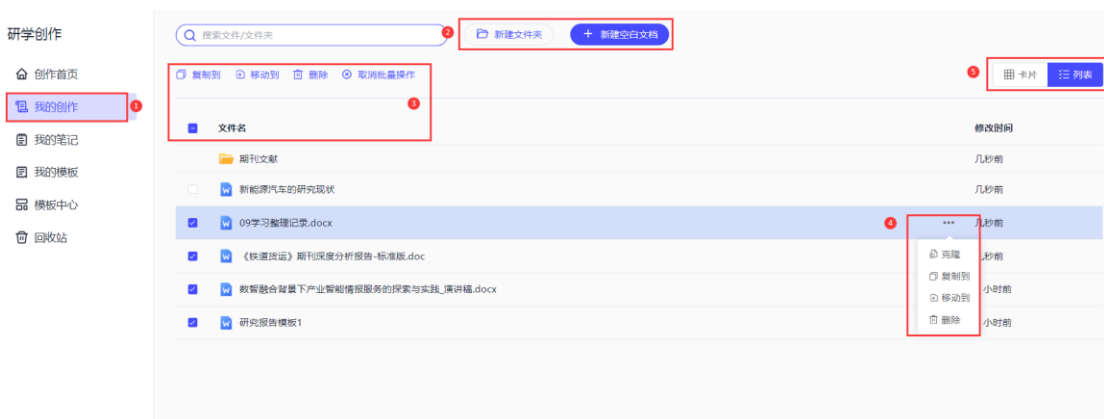 研学创作
搜索文件/文件夹
2
新建文件夹
+ 新建空白文档
创作首页
复制到 移动到 删除 取消批量操作
5
卡片 列表
我的创作 1
3
文件名 修改时间
我的笔记
期刊文献 几秒前
我的模板
新能源汽车的研究现状 几秒前
模板中心
09学习整理记录.docx 4 ••• 几秒前
回收站
克隆
《铁道货运》期刊深度分析报告-标准版.doc 秒前
复制到
数智融合背景下产业智能情报服务的探索与实践_演讲稿.docx 小时前
移动到
研究报告模板1 小时前
删除